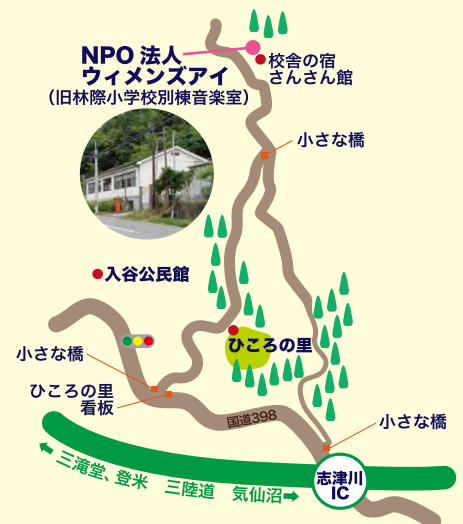 NPO 法人
ウィメンズアイ
（旧林際小学校別棟音楽室）
校舎の宿
さんさん館
小さな橋
入谷公民館
ひころの里
小さな橋
ひころの里
看板
国道398
小さな橋
志津川
IC
三滝堂、登米　三陸道　気仙沼